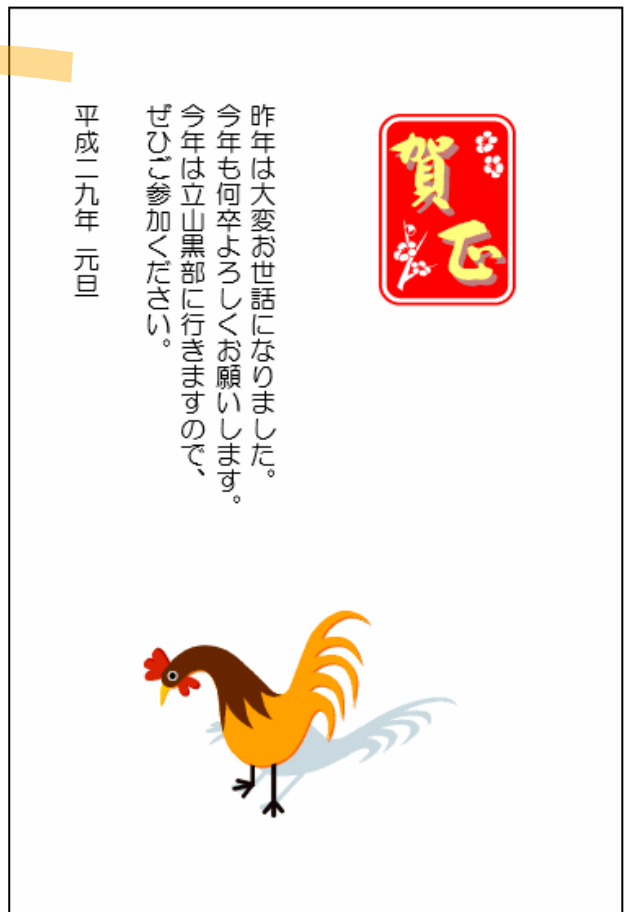 賀正
昨年は大変お世話になりました。
今年も何卒よろしくお願いします。
今年は立山黒部に行きますので、
ぜひご参加ください。
平成二九年 元旦